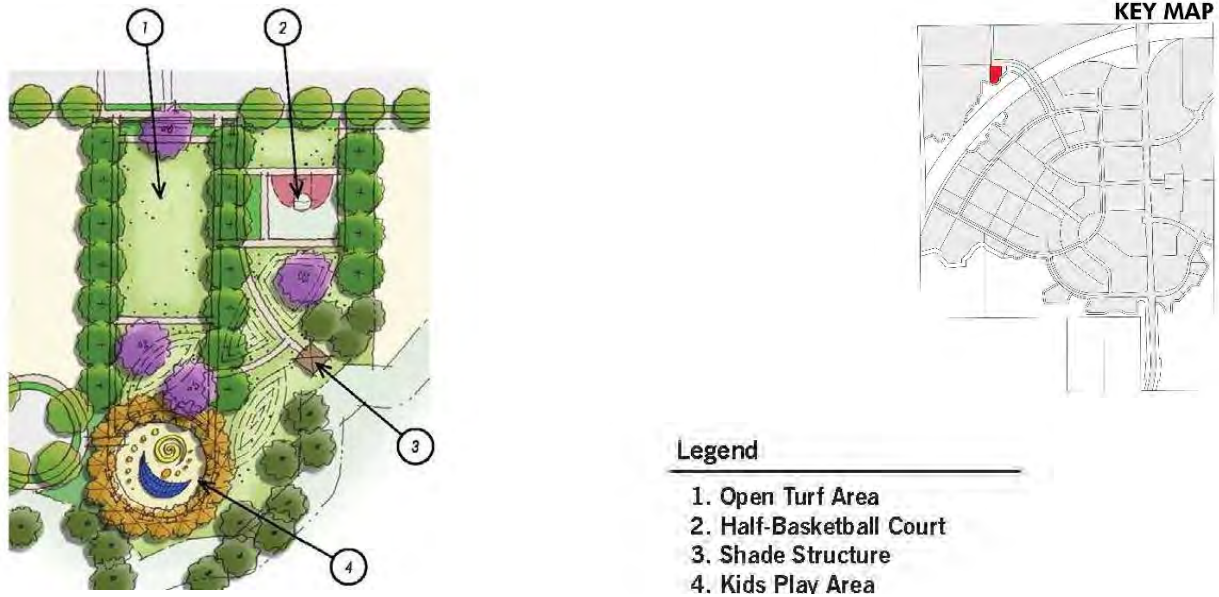 1
2
KEY MAP
3
4
Legend
1. Open Turf Area
2. Half-Basketball Court
3. Shade Structure
4. Kids Play Area